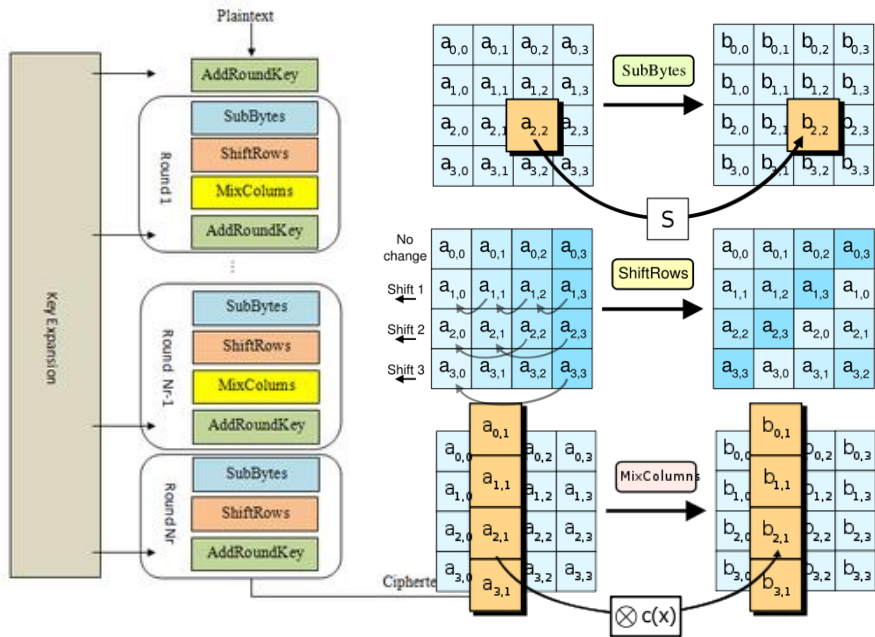 Plaintext
AddRoundKey
SubBytes
ShiftRows
MixColums
AddRoundKey
Round 1
...
SubBytes
ShiftRows
MixColums
AddRoundKey
Round Nr-1
SubBytes
ShiftRows
AddRoundKey
Round Nr
Key Expansion
Cipherte
a0,0 a0,1 a0,2 a0,3
a1,0 a1,1 a1,2 a1,3
a2,0 a2,1 a2,2 a2,3
a3,0 a3,1 a3,2 a3,3
SubBytes
b0,0 b0,1 b0,2 b0,3
b1,0 b1,1 b1,2 b1,3
b2,0 b2,1 b2,2 b2,3
b3,0 b3,1 b3,2 b3,3
S
No
change
Shift 1
Shift 2
Shift 3
a0,0 a0,1 a0,2 a0,3
a1,0 a1,1 a1,2 a1,3
a2,0 a2,1 a2,2 a2,3
a3,0 a3,1 a3,2 a3,3
ShiftRows
a0,0 a0,1 a0,2 a0,3
a1,1 a1,2 a1,3 a1,0
a2,2 a2,3 a2,0 a2,1
a3,3 a3,0 a3,1 a3,2
a0,0 a0,1 a0,2 a0,3
a1,0 a1,1 a1,2 a1,3
a2,0 a2,1 a2,2 a2,3
a3,0 a3,1 a3,2 a3,3
MixColumns
b0,0 b0,1 b0,2 b0,3
b1,0 b1,1 b1,2 b1,3
b2,0 b2,1 b2,2 b2,3
b3,0 b3,1 b3,2 b3,3
⊗ c(x)